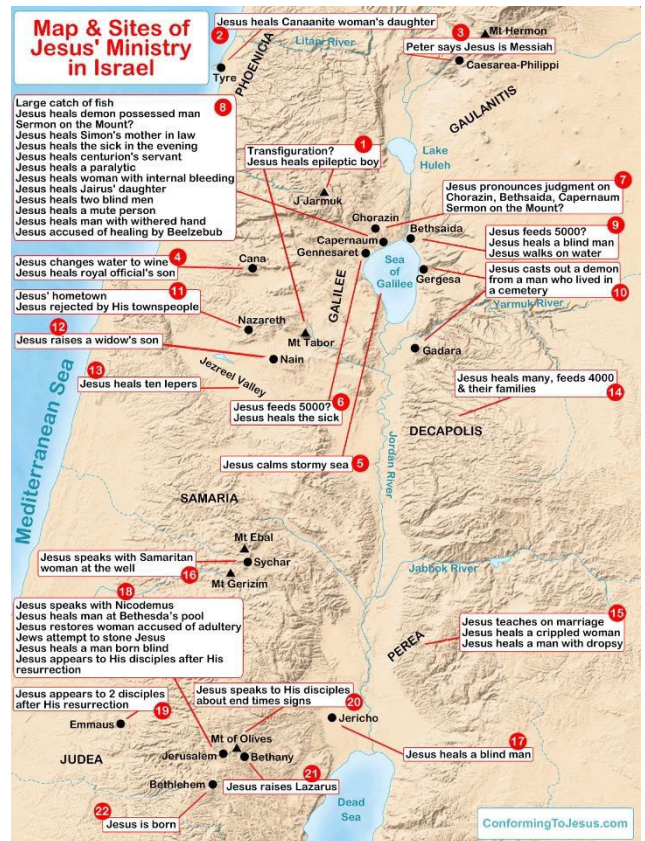 Map & Sites of
Jesus' Ministry
in Israel
Jesus heals Canaanite woman's daughter
2
Tyre
PHOENICIA
Litani River
3
Mt Hermon
Peter says Jesus is Messiah
Caesarea-Philippi
GAULANITIS
8
Large catch of fish
Jesus heals demon possessed man
Sermon on the Mount?
Jesus heals Simon's mother in law
Jesus heals the sick in the evening
Jesus heals centurion's servant
Jesus heals a paralytic
Jesus heals woman with internal bleeding
Jesus heals Jairus' daughter
Jesus heals two blind men
Jesus heals a mute person
Jesus heals man with withered hand
Jesus accused of healing by Beelzebub
1
Transfiguration?
Jesus heals epileptic boy
J Jarmuk
Lake
Huleh
7
Jesus pronounces judgment on
Chorazin, Bethsaida, Capernaum
Sermon on the Mount?
Chorazin
Capernaum
Gennesaret
Bethsaida
9
Jesus feeds 5000?
Jesus heals a blind man
Jesus walks on water
4
Jesus changes water to wine
Jesus heals royal official's son
Cana
GALILEE
Sea
of
Galilee
Gergesa
Jesus casts out a demon
from a man who lived in
a cemetery
10
11
Jesus' hometown
Jesus rejected by His townspeople
Nazareth
Yarmuk River
12
Jesus raises a widow's son
Mt Tabor
Nain
Gadara
13
Jesus heals ten lepers
Jezreel Valley
6
Jesus feeds 5000?
Jesus heals the sick
Jesus heals many, feeds 4000
& their families
14
DECAPOLIS
Jesus calms stormy sea
5
Jordan River
Mediterranean Sea
SAMARIA
Mt Ebal
Jesus speaks with Samaritan
woman at the well
16
Sychar
Mt Gerizim
Jabbok River
18
Jesus speaks with Nicodemus
Jesus heals man at Bethesda's pool
Jesus restores woman accused of adultery
Jews attempt to stone Jesus
Jesus heals a man born blind
Jesus appears to His disciples after His
resurrection
15
Jesus teaches on marriage
Jesus heals a crippled woman
Jesus heals a man with dropsy
PEREA
Jesus appears to 2 disciples
after His resurrection
19
Emmaus
Jesus speaks to His disciples
about end times signs
20
Jericho
17
Jesus heals a blind man
JUDEA
Mt of Olives
Jerusalem
Bethany
21
Jesus raises Lazarus
Bethlehem
22
Jesus is born
Dead
Sea
ConformingToJesus.com